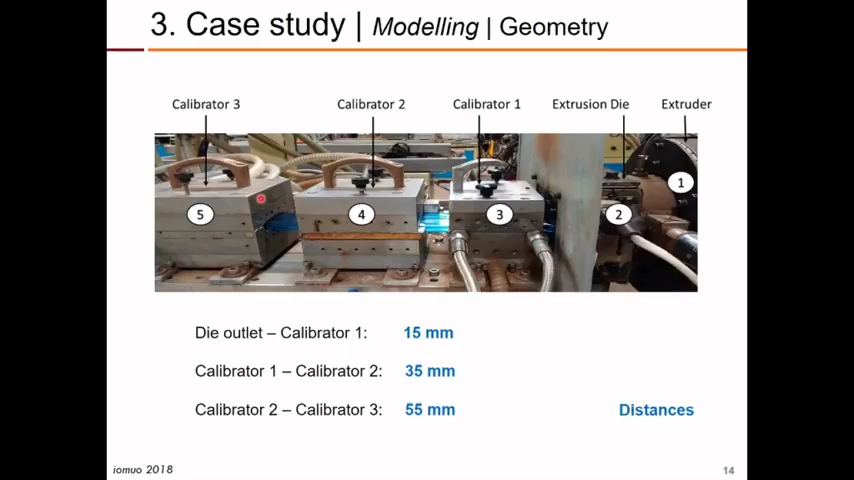 3. Case study | Modelling | Geometry
Calibrator 3 Calibrator 2 Calibrator 1 Extrusion Die Extruder
5 4 3 2 1
Die outlet – Calibrator 1: 15 mm
Calibrator 1 – Calibrator 2: 35 mm
Calibrator 2 – Calibrator 3: 55 mm Distances
iomuo 2018 14